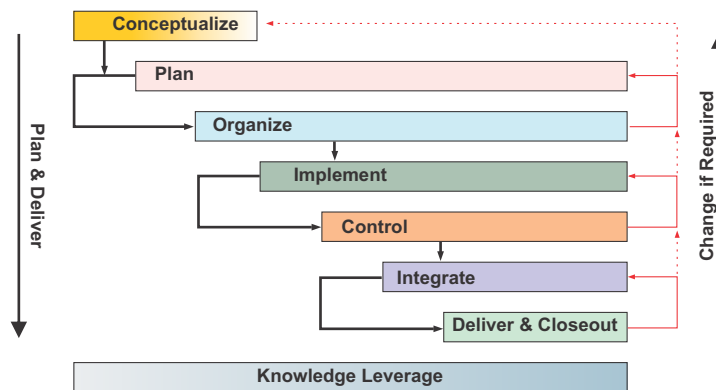 Conceptualize
Plan
Organize
Implement
Control
Integrate
Deliver & Closeout
Knowledge Leverage
Plan & Deliver
Change if Required